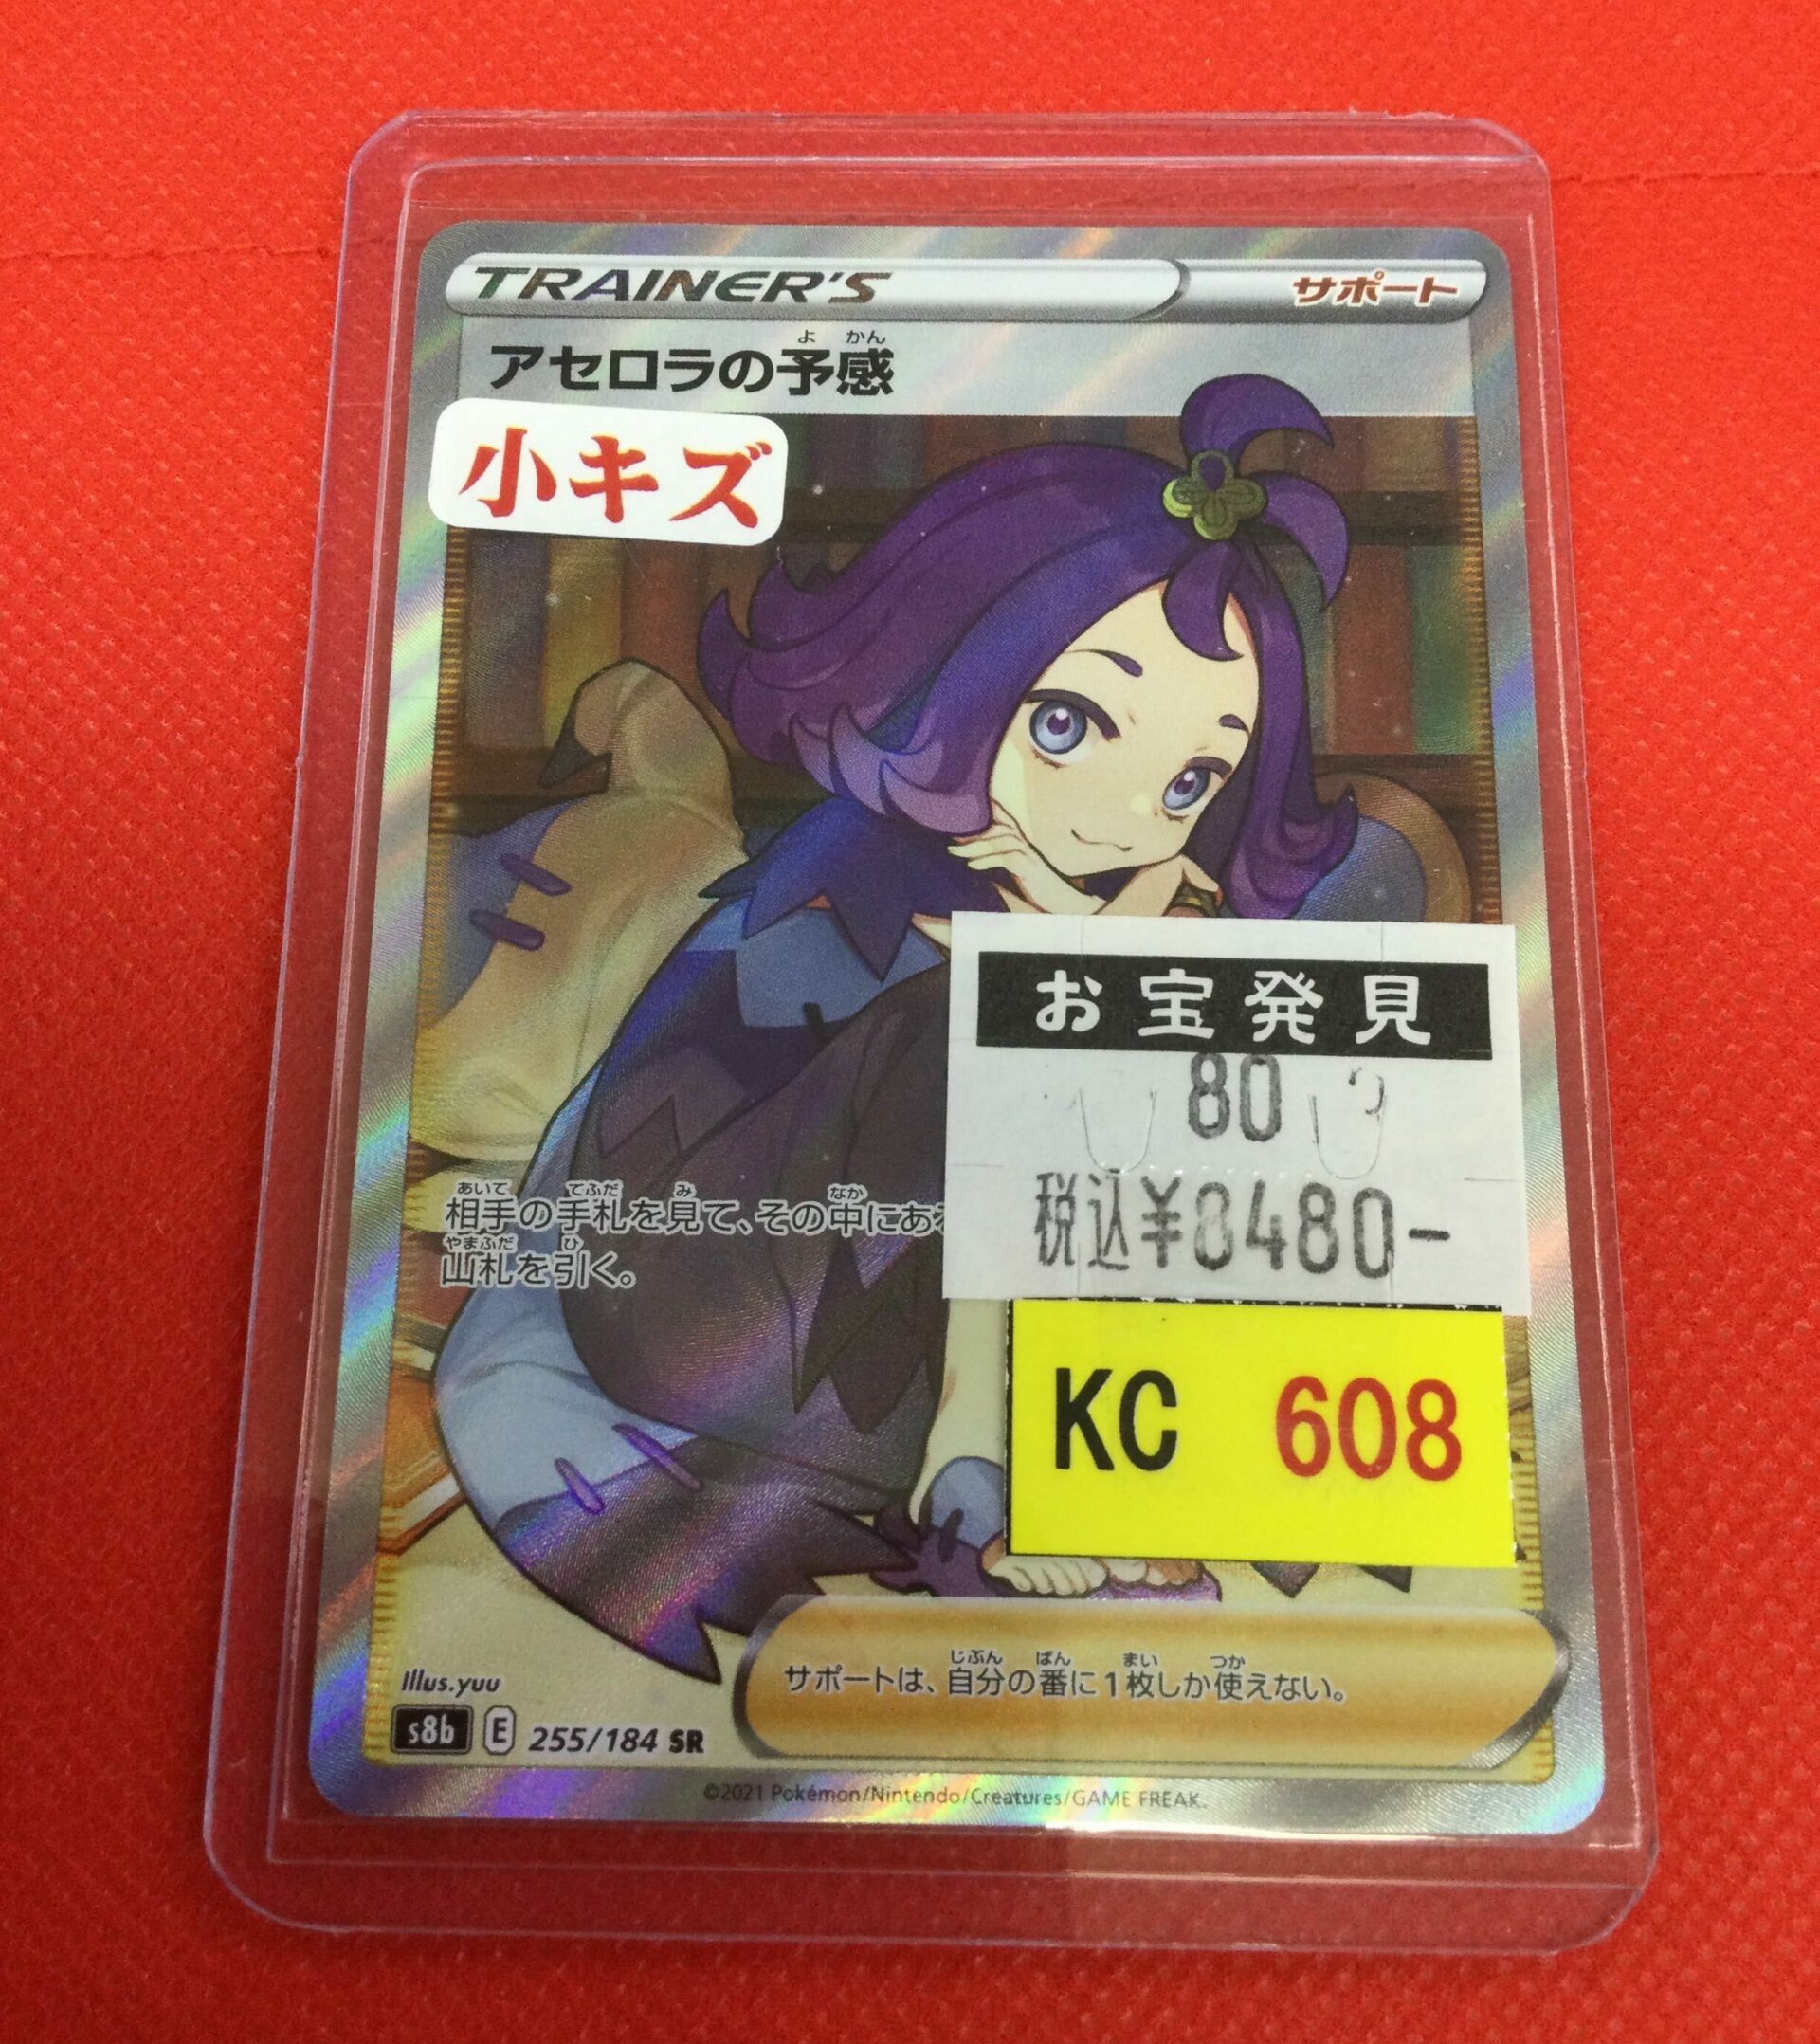 TRAINER'S サポート
アセロラの予感
よ かん
小キズ
お宝発見
80
税込¥8480-
KC 608
あいて てふだ み なか
相手の手札を見て、その中にあ
やまふだ ひ
山札を引く。
じぶん ばん まい つか
サポートは、自分の番に1枚しか使えない。
Illus.yuu
s8b E 255/184 SR
©2021 Pokémon/Nintendo/Creatures/GAME FREAK.